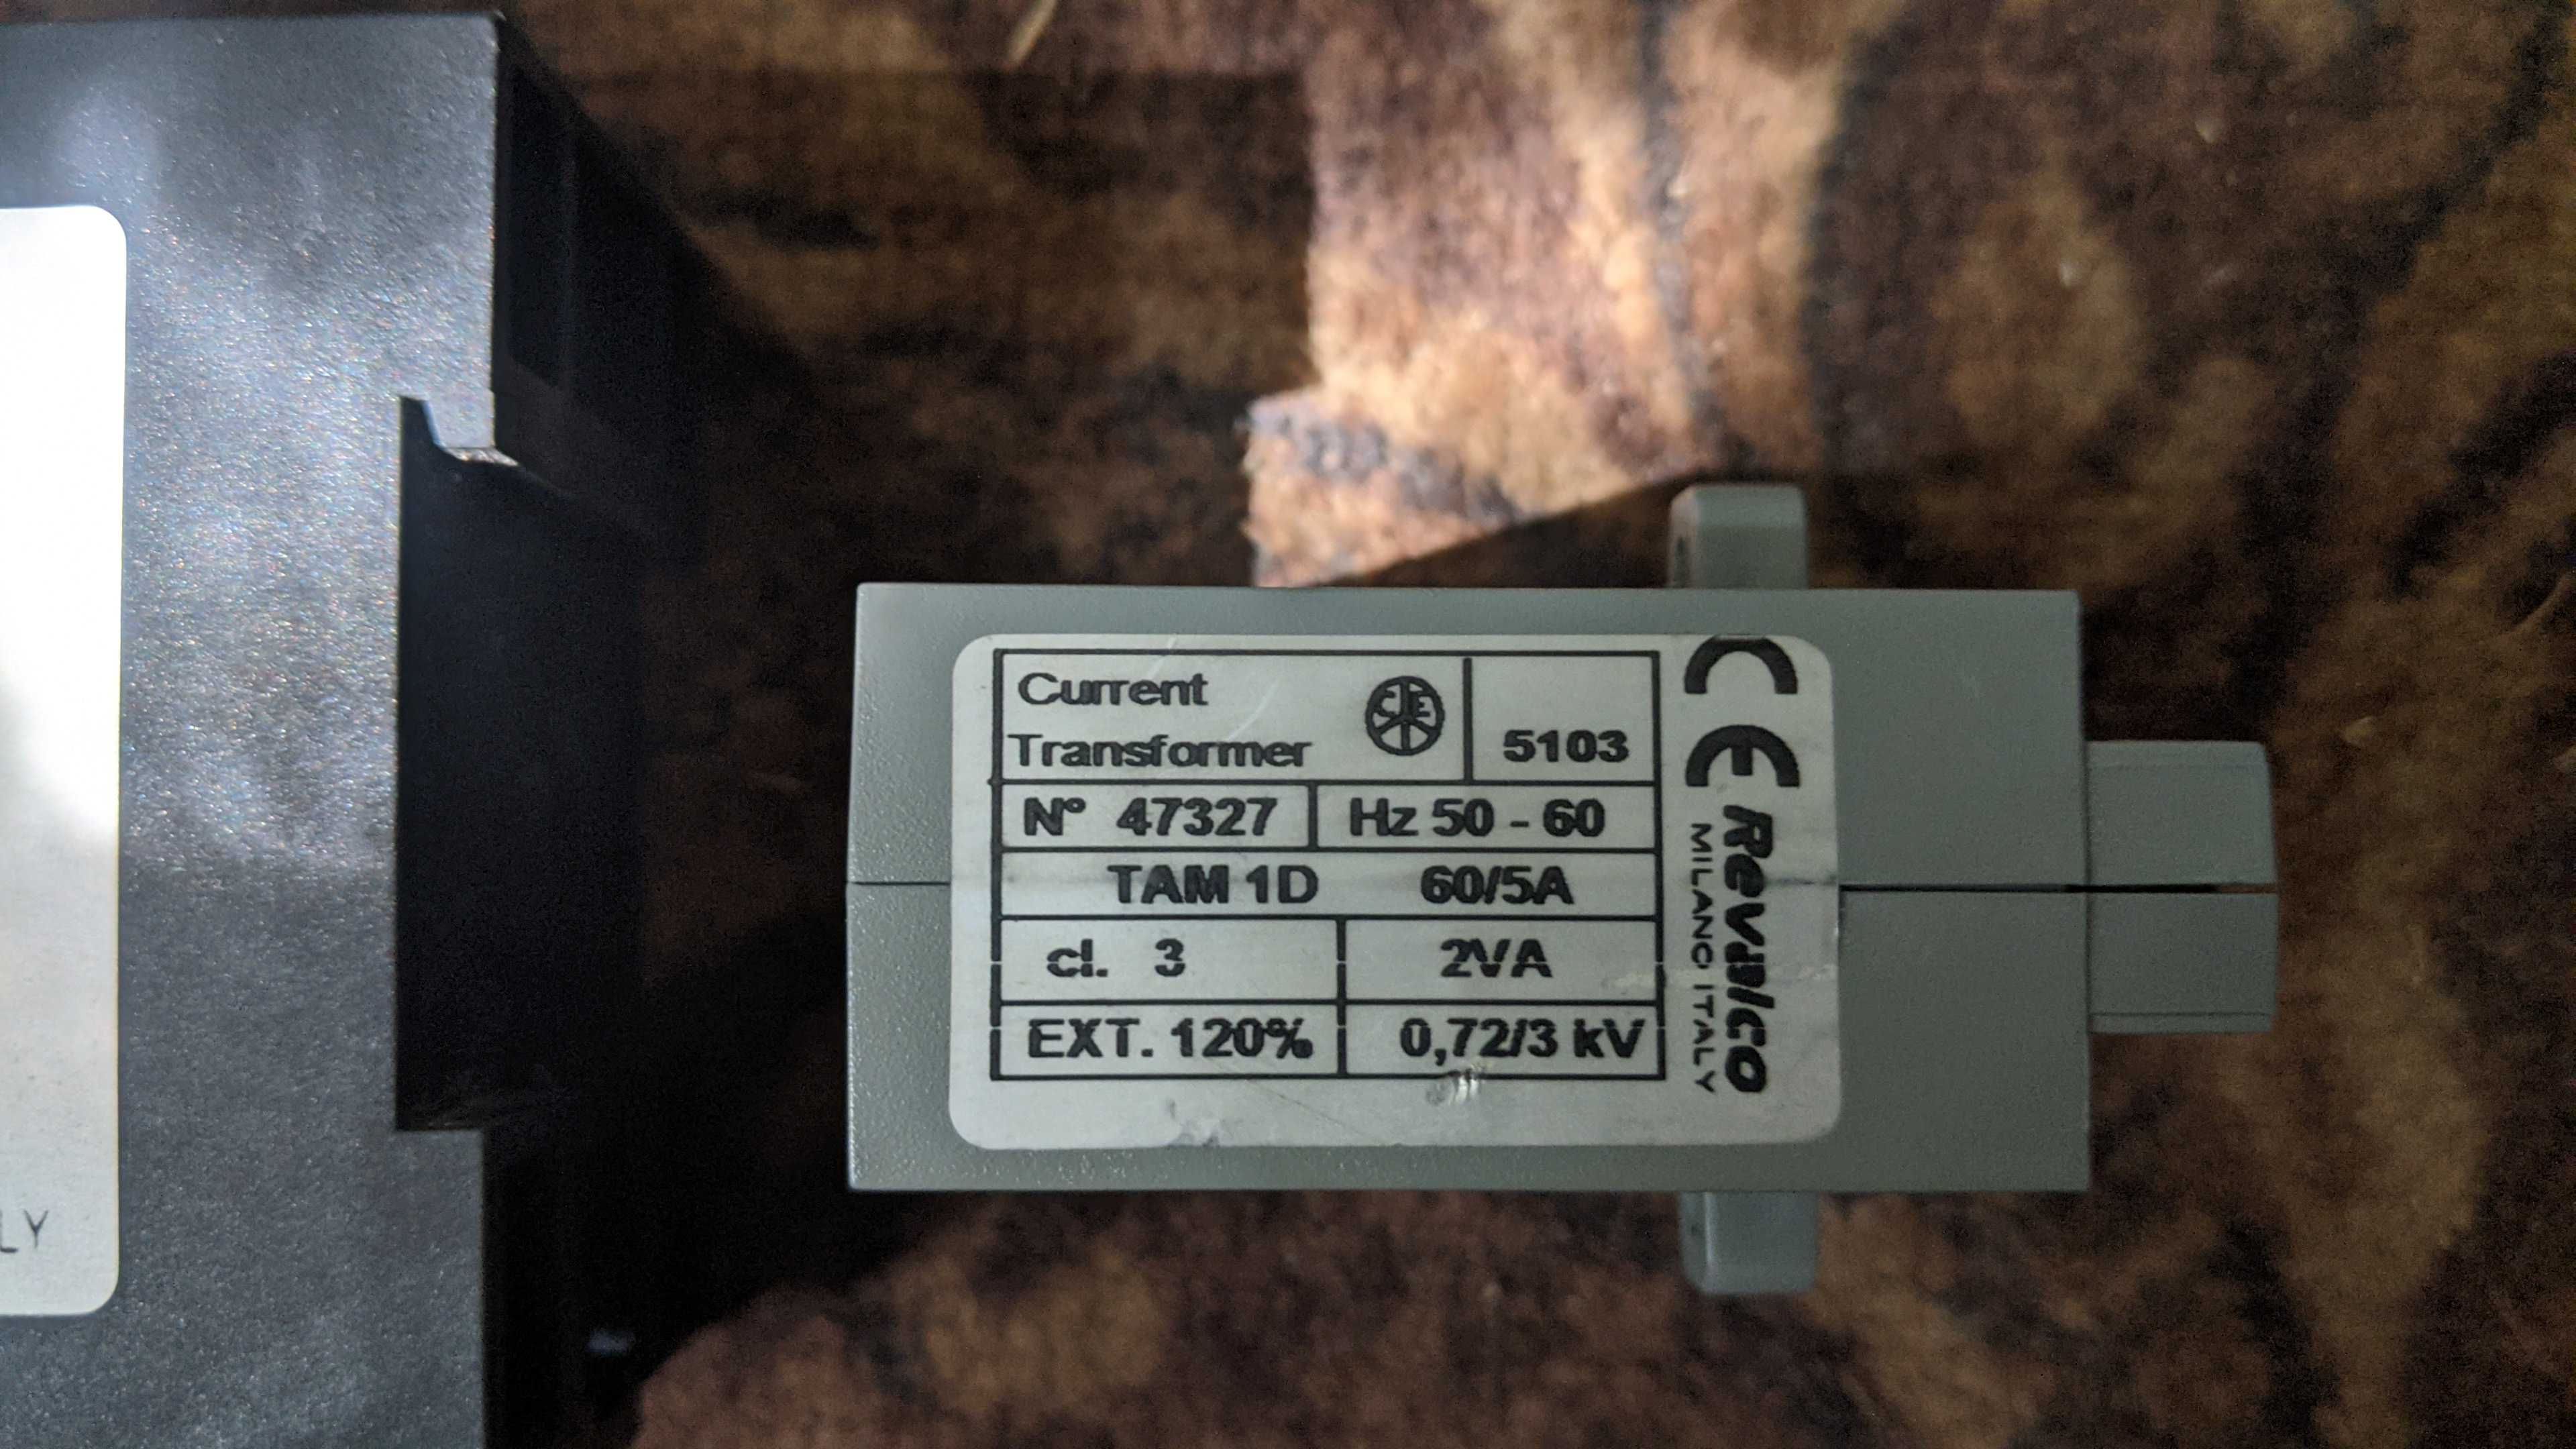 Current
Transformer
CJE
5103
N° 47327
Hz 50 - 60
TAM 1D 60/5A
cl. 3
2VA
EXT. 120%
0,72/3 kV
CE
Revalco
MILANO ITALY
LY